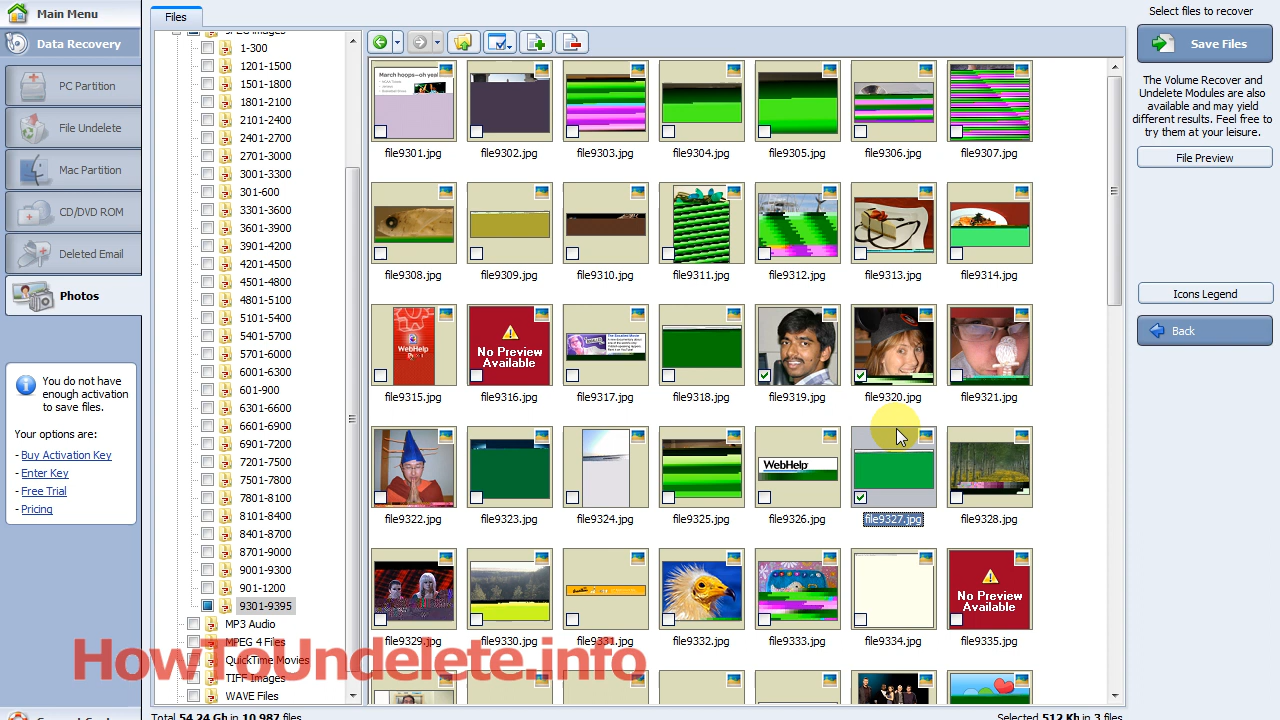 Main Menu
Data Recovery
PC Partition
File Undelete
Mac Partition
CD/DVD ROM
Deleted Email
Photos
You do not have
enough activation
to save files.
Your options are:
Buy Activation Key
Enter Key
Free Trial
Pricing
Files
JPEG Images
1-300
1201-1500
1501-1800
1801-2100
2101-2400
2401-2700
2701-3000
3001-3300
301-600
3301-3600
3601-3900
3901-4200
4201-4500
4501-4800
4801-5100
5101-5400
5401-5700
5701-6000
6001-6300
601-900
6301-6600
6601-6900
6901-7200
7201-7500
7501-7800
7801-8100
8101-8400
8401-8700
8701-9000
9001-9300
901-1200
9301-9395
MP3 Audio
MPEG 4 Files
QuickTime Movies
TIFF Images
WAVE Files
March hoops—oh yea
file9301.jpg
file9302.jpg
file9303.jpg
file9304.jpg
file9305.jpg
file9306.jpg
file9307.jpg
file9308.jpg
file9309.jpg
file9310.jpg
file9311.jpg
file9312.jpg
file9313.jpg
file9314.jpg
WebHelp
No Preview
Available
file9315.jpg
file9316.jpg
file9317.jpg
file9318.jpg
file9319.jpg
file9320.jpg
file9321.jpg
WebHelp
file9322.jpg
file9323.jpg
file9324.jpg
file9325.jpg
file9326.jpg
file9327.jpg
file9328.jpg
No Preview
Available
file9329.jpg
file9330.jpg
file9331.jpg
file9332.jpg
file9333.jpg
file9334.jpg
file9335.jpg
HowToUndelete.info
Total 54.24 Gh in 10,987 files
Selected 512 Kh in 3 files
Select files to recover
Save Files
The Volume Recover and
Undelete Modules are also
available and may yield
different results. Feel free to
try them at your leisure.
File Preview
Icons Legend
Back